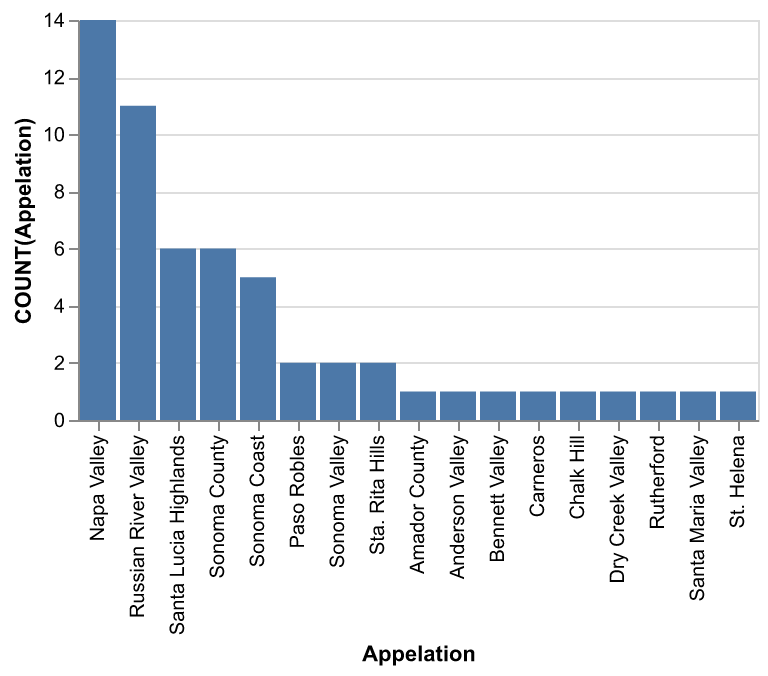 14
12
10
8
6
4
2
0
COUNT(Appelation)
Napa Valley
Russian River Valley
Santa Lucia Highlands
Sonoma County
Sonoma Coast
Paso Robles
Sonoma Valley
Sta. Rita Hills
Amador County
Anderson Valley
Bennett Valley
Carneros
Chalk Hill
Dry Creek Valley
Rutherford
Santa Maria Valley
St. Helena
Appelation